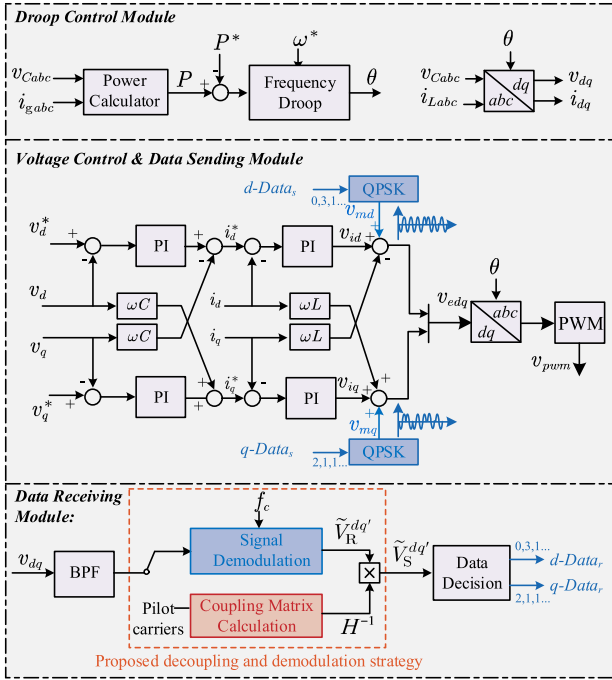 Droop Control Module
P*
ω*
θ
v_Cabc
i_gabc
Power
Calculator
P
+
-
Frequency
Droop
θ
v_Cabc
i_Labc
dq
abc
v_dq
i_dq
Voltage Control & Data Sending Module
d-Data_s
0,3,1...
QPSK
v_md
v_d*
+
-
PI
+
-
i_d*
+
-
PI
v_id
+
+
-
v_d
ωC
i_d
ωL
v_q
ωC
i_q
ωL
v_edq
θ
abc
dq
PWM
v_pwm
v_q*
+
-
PI
+
+
i_q*
+
-
PI
v_iq
+
+
+
v_mq
q-Data_s
2,1,1...
QPSK
Data Receiving
Module:
f_c
v_dq
BPF
Signal
Demodulation
Ṽ_R^dq'
×
Ṽ_S^dq'
Data
Decision
0,3,1...
d-Data_r
q-Data_r
2,1,1...
Pilot
carriers
Coupling Matrix
Calculation
H^-1
Proposed decoupling and demodulation strategy